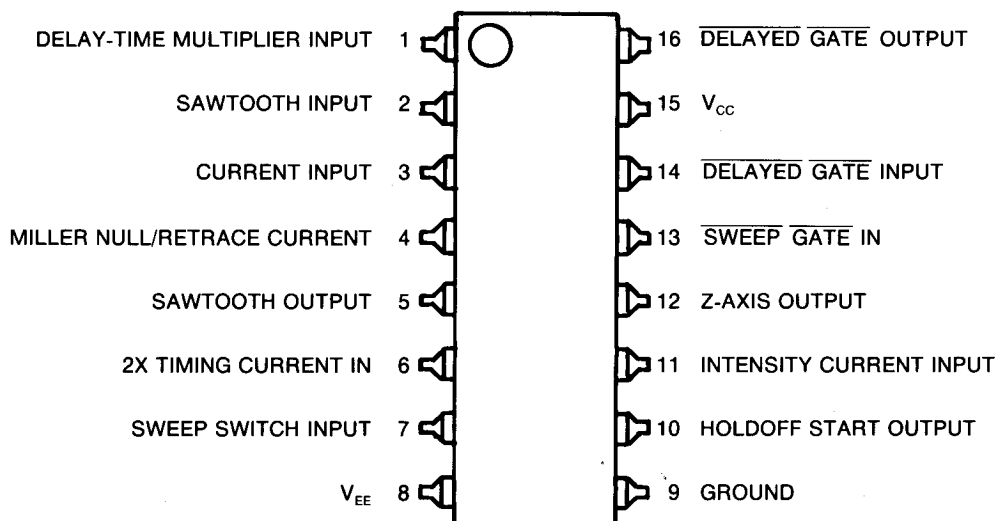 DELAY-TIME MULTIPLIER INPUT 1
16 DELAYED GATE OUTPUT
SAWTOOTH INPUT 2
15 VCC
CURRENT INPUT 3
14 DELAYED GATE INPUT
MILLER NULL/RETRACE CURRENT 4
13 SWEEP GATE IN
SAWTOOTH OUTPUT 5
12 Z-AXIS OUTPUT
2X TIMING CURRENT IN 6
11 INTENSITY CURRENT INPUT
SWEEP SWITCH INPUT 7
10 HOLDOFF START OUTPUT
VEE 8
9 GROUND